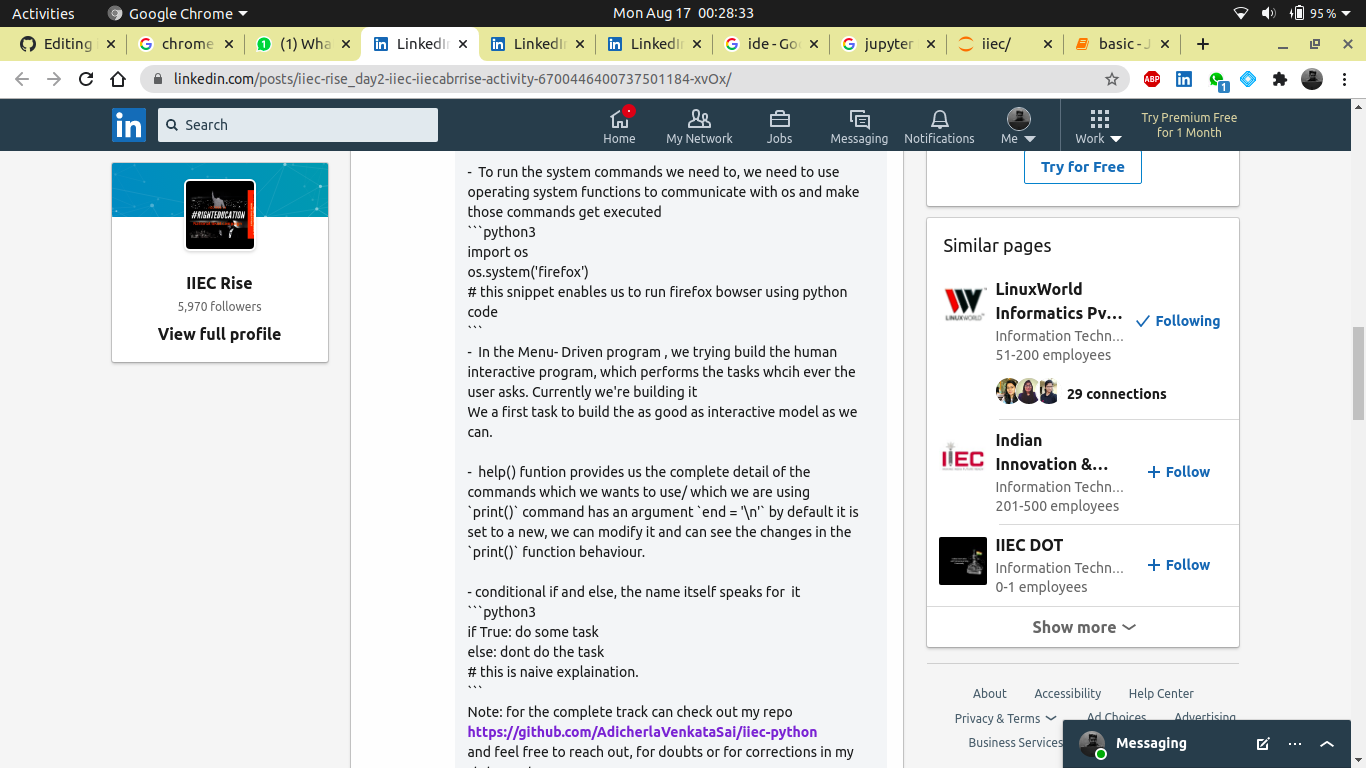 Activities
Google Chrome
Mon Aug 17 00:28:33
95 %
Editing
chrome
(1) Wha
LinkedIn
LinkedIn
LinkedIn
ide - Goo
jupyter
iiec/
basic - J
linkedin.com/posts/iiec-rise_day2-iiec-iiecabrrise-activity-6700446400737501184-xvOx/
ABP
1
in
Search
Home
My Network
Jobs
Messaging
Notifications
Me
Work
Try Premium Free
for 1 Month
#RIGHTEDUCATION
IIEC Rise
5,970 followers
View full profile
- To run the system commands we need to, we need to use
operating system functions to communicate with os and make
those commands get executed
```python3
import os
os.system('firefox')
# this snippet enables us to run firefox bowser using python
code
```
- In the Menu- Driven program , we trying build the human
interactive program, which performs the tasks whcih ever the
user asks. Currently we're building it
We a first task to build the as good as interactive model as we
can.
- help() funtion provides us the complete detail of the
commands which we wants to use/ which we are using
`print()` command has an argument `end = '\n'` by default it is
set to a new, we can modify it and can see the changes in the
`print()` function behaviour.
- conditional if and else, the name itself speaks for it
```python3
if True: do some task
else: dont do the task
# this is naive explaination.
```
Note: for the complete track can check out my repo
https://github.com/AdicherlaVenkataSai/iiec-python
and feel free to reach out, for doubts or for corrections in my
Try for Free
Similar pages
LINUXWORLD
LinuxWorld
Informatics Pv...
Information Techn...
51-200 employees
Following
29 connections
IIEC
Indian
Innovation &...
Information Techn...
201-500 employees
Follow
IIEC DOT
Information Techn...
0-1 employees
Follow
Show more
About
Accessibility
Help Center
Privacy & Terms
Ad Choices
Advertising
Business Services
Messaging